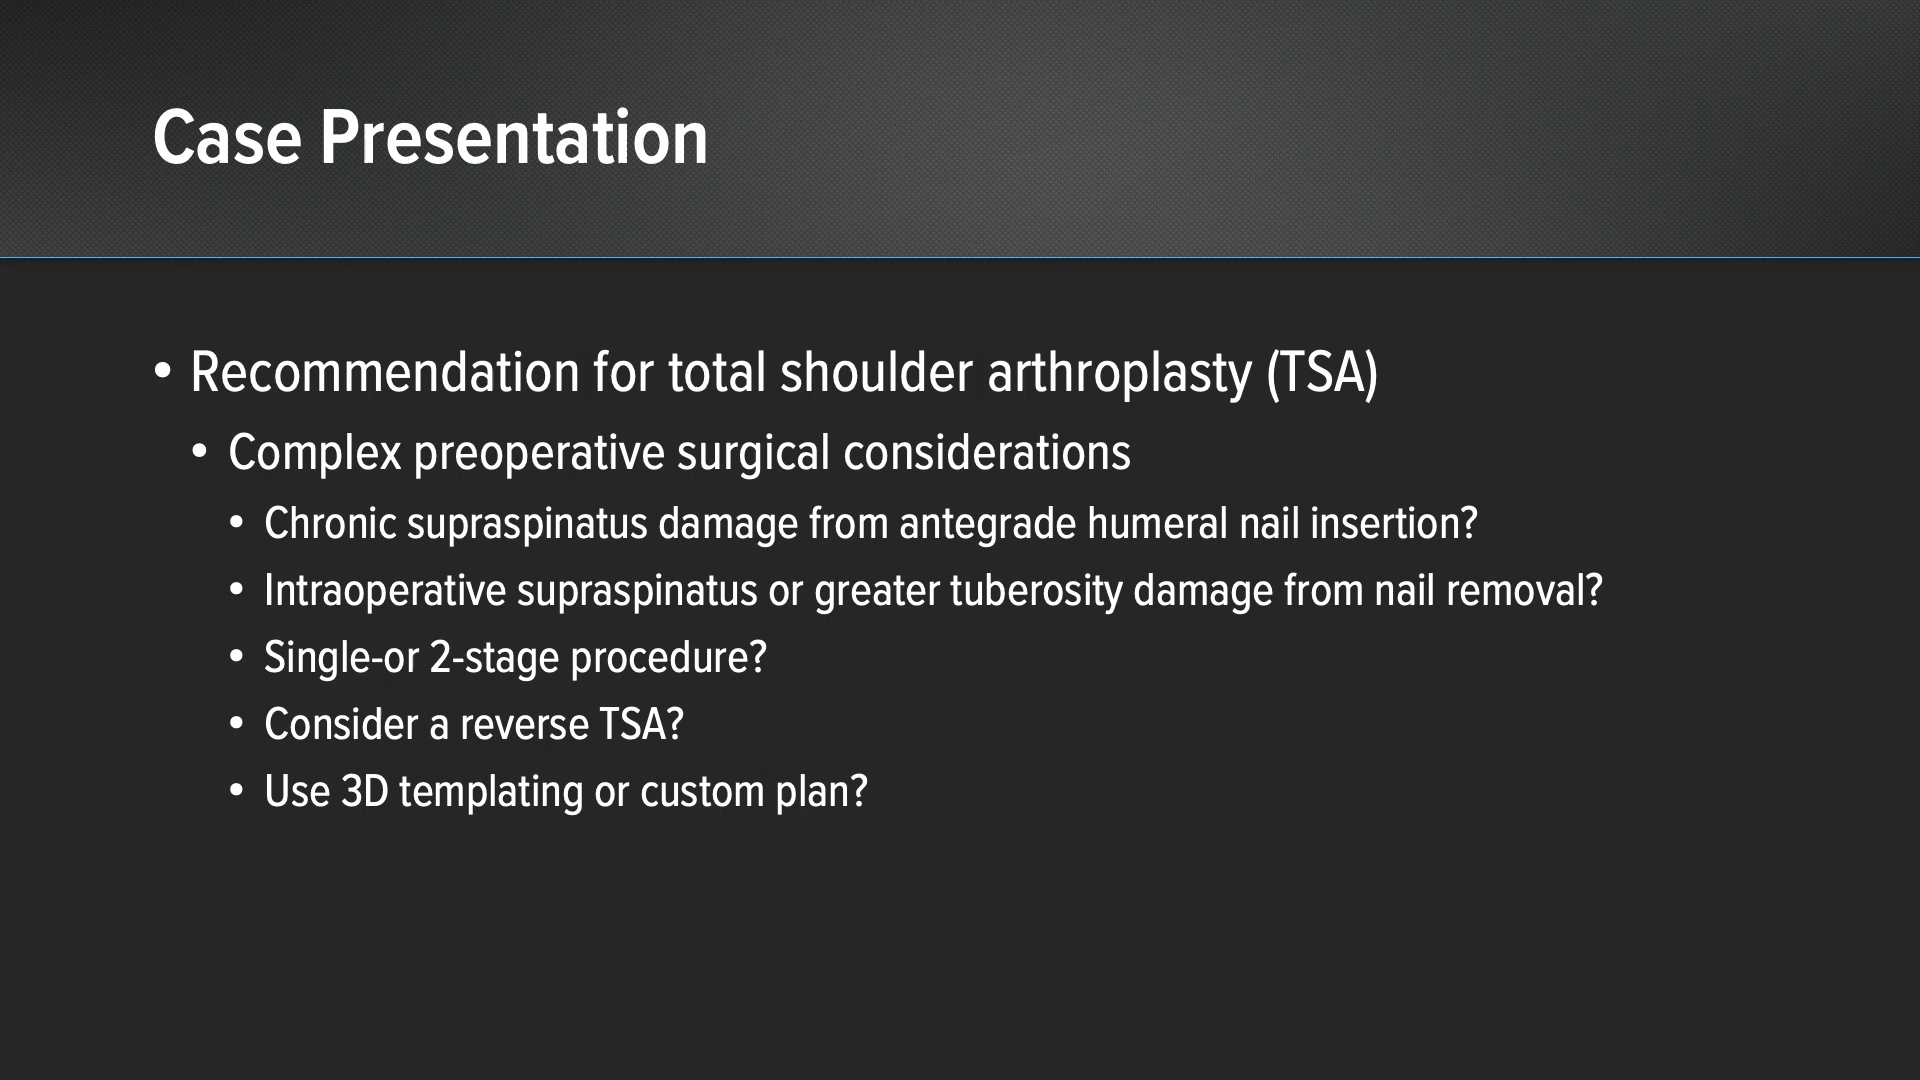 Case Presentation
• Recommendation for total shoulder arthroplasty (TSA)
• Complex preoperative surgical considerations
• Chronic supraspinatus damage from antegrade humeral nail insertion?
• Intraoperative supraspinatus or greater tuberosity damage from nail removal?
• Single-or 2-stage procedure?
• Consider a reverse TSA?
• Use 3D templating or custom plan?